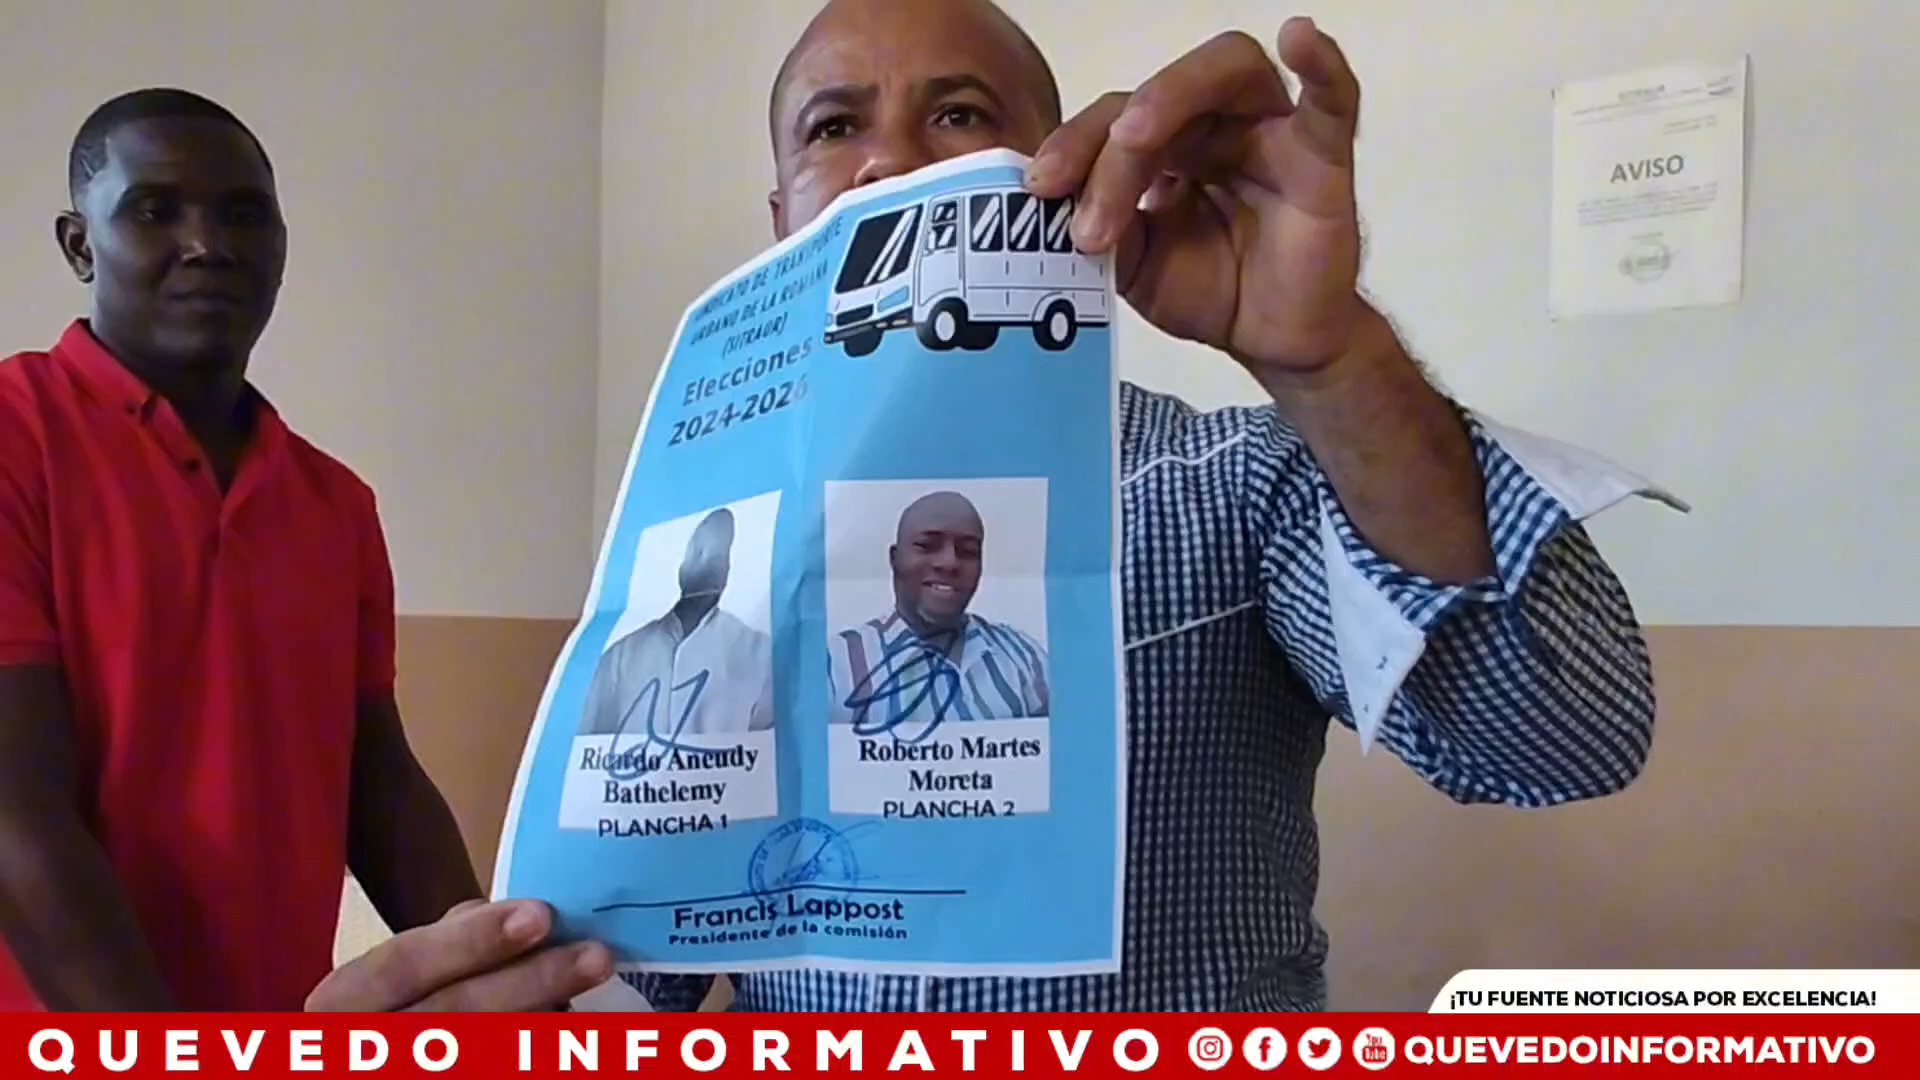 SINDICATO DE TRANSPORTE
URBANO DE LA ROMANA
(SITRAUR)
Elecciones
2024-2026
Ricardo Aneudy
Bathelemy
PLANCHA 1
Roberto Martes
Moreta
PLANCHA 2
Francis Lappost
Presidente de la comisión
AVISO
¡TU FUENTE NOTICIOSA POR EXCELENCIA!
QUEVEDO INFORMATIVO
QUEVEDOINFORMATIVO